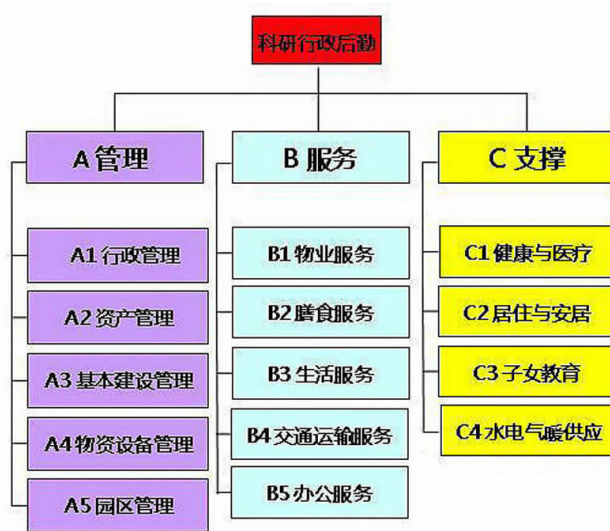 科研行政后勤
A 管理
B 服务
C 支撑
A1 行政管理
A2 资产管理
A3 基本建设管理
A4 物资设备管理
A5 园区管理
B1 物业服务
B2 膳食服务
B3 生活服务
B4 交通运输服务
B5 办公服务
C1 健康与医疗
C2 居住与安居
C3 子女教育
C4 水电气暖供应